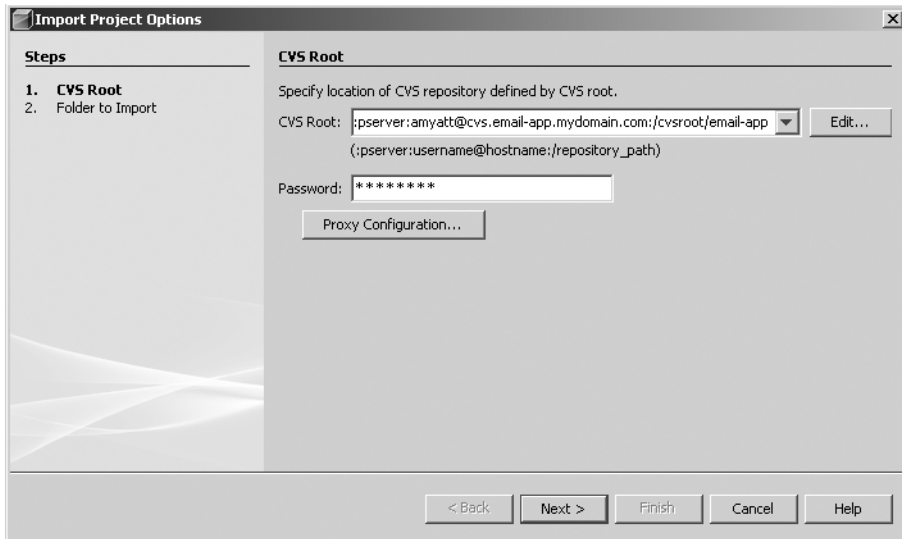 Import Project Options
Steps
1. CVS Root
2. Folder to Import
CVS Root
Specify location of CVS repository defined by CVS root.
CVS Root: :pserver:amyatt@cvs.email-app.mydomain.com:/cvsroot/email-app Edit...
(:pserver:username@hostname:/repository_path)
Password: ********
Proxy Configuration...
< Back Next > Finish Cancel Help